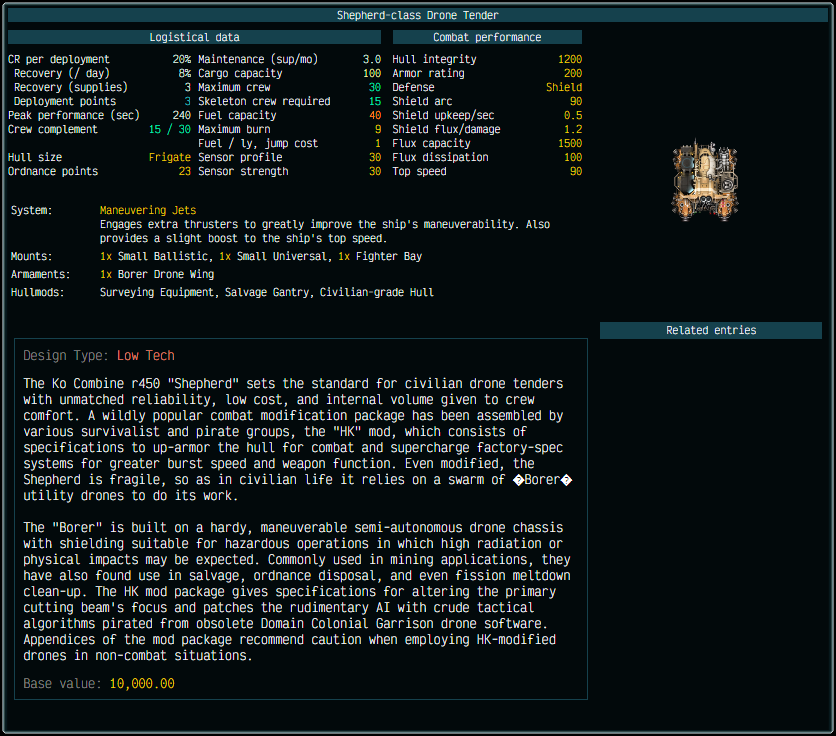 Shepherd-class Drone Tender
Logistical data
Combat performance
CR per deployment 20% Maintenance (sup/mo) 3.0 Hull integrity 1200
Recovery (/ day) 8% Cargo capacity 100 Armor rating 200
Recovery (supplies) 3 Maximum crew 30 Defense Shield
Deployment points 3 Skeleton crew required 15 Shield arc 90
Peak performance (sec) 240 Fuel capacity 40 Shield upkeep/sec 0.5
Crew complement 15 / 30 Maximum burn 9 Shield flux/damage 1.2
Fuel / ly, jump cost 1 Flux capacity 1500
Hull size Frigate Sensor profile 30 Flux dissipation 100
Ordnance points 23 Sensor strength 30 Top speed 90
System: Maneuvering Jets
Engages extra thrusters to greatly improve the ship's maneuverability. Also
provides a slight boost to the ship's top speed.
Mounts: 1x Small Ballistic, 1x Small Universal, 1x Fighter Bay
Armaments: 1x Borer Drone Wing
Hullmods: Surveying Equipment, Salvage Gantry, Civilian-grade Hull
Related entries
Design Type: Low Tech
The Ko Combine r450 "Shepherd" sets the standard for civilian drone tenders
with unmatched reliability, low cost, and internal volume given to crew
comfort. A wildly popular combat modification package has been assembled by
various survivalist and pirate groups, the "HK" mod, which consists of
specifications to up-armor the hull for combat and supercharge factory-spec
systems for greater burst speed and weapon function. Even modified, the
Shepherd is fragile, so as in civilian life it relies on a swarm of �Borer�
utility drones to do its work.
The "Borer" is built on a hardy, maneuverable semi-autonomous drone chassis
with shielding suitable for hazardous operations in which high radiation or
physical impacts may be expected. Commonly used in mining applications, they
have also found use in salvage, ordnance disposal, and even fission meltdown
clean-up. The HK mod package gives specifications for altering the primary
cutting beam's focus and patches the rudimentary AI with crude tactical
algorithms pirated from obsolete Domain Colonial Garrison drone software.
Appendices of the mod package recommend caution when employing HK-modified
drones in non-combat situations.
Base value: 10,000.00